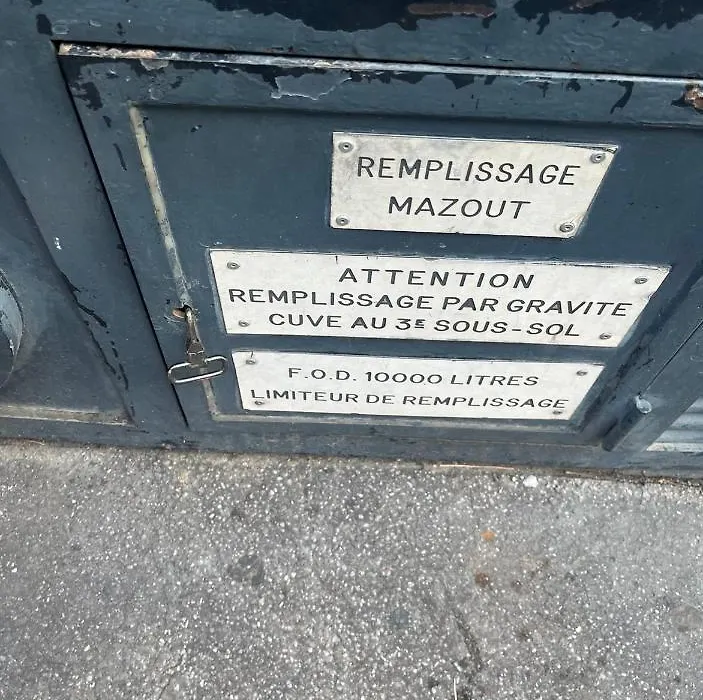 REMPLISSAGE
MAZOUT
ATTENTION
REMPLISSAGE PAR GRAVITE
CUVE AU 3E SOUS-SOL
F.O.D. 10000 LITRES
LIMITEUR DE REMPLISSAGE